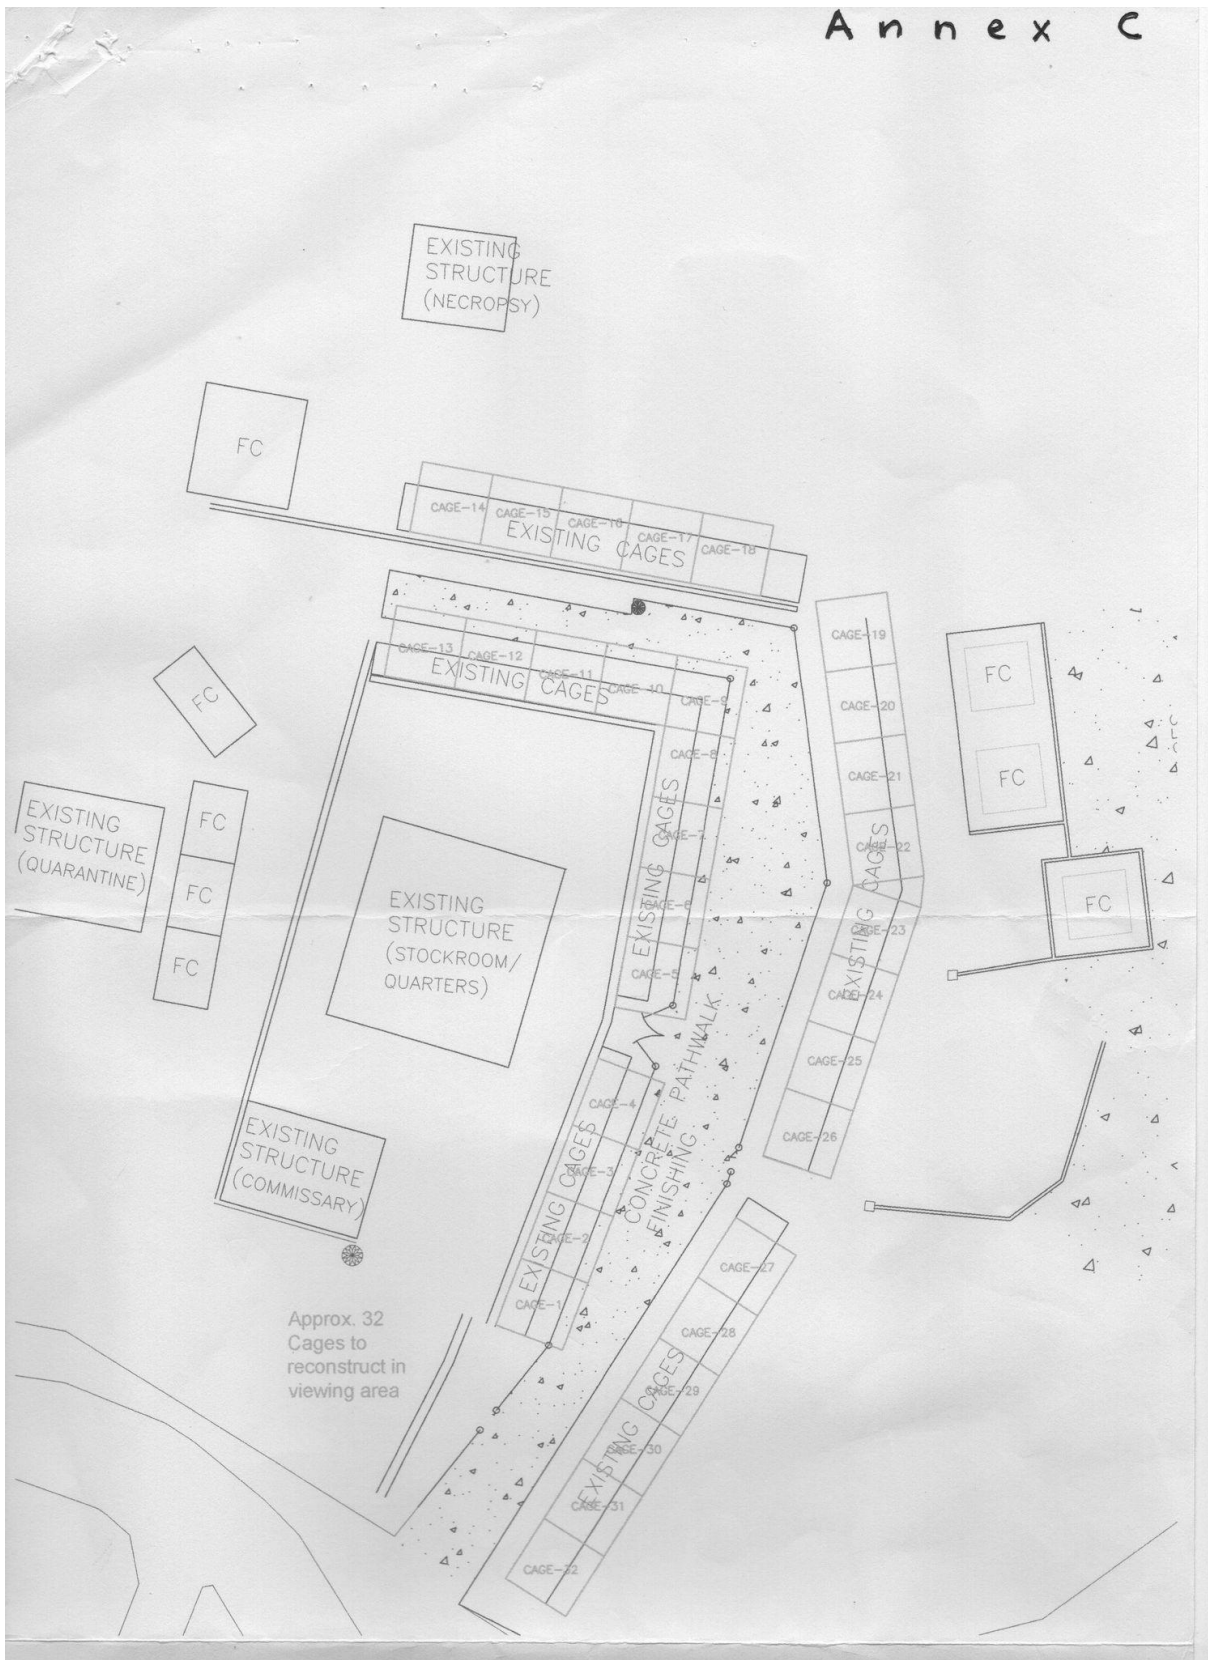 Annex C
EXISTING
STRUCTURE
(NECROPSY)
FC
CAGE-14
CAGE-15
CAGE-16
CAGE-17
CAGE-18
EXISTING CAGES
CAGE-13
CAGE-12
CAGE-11
CAGE-10
CAGE-9
EXISTING CAGES
CAGE-8
CAGE-7
CAGE-6
CAGE-5
EXISTING CAGES
CAGE-19
CAGE-20
CAGE-21
CAGE-22
CAGE-23
CAGE-24
CAGE-25
CAGE-26
EXISTING CAGES
FC
FC
FC
FC
EXISTING
STRUCTURE
(QUARANTINE)
FC
FC
FC
EXISTING
STRUCTURE
(STOCKROOM/
QUARTERS)
EXISTING
STRUCTURE
(COMMISSARY)
CAGE-4
CAGE-3
CAGE-2
CAGE-1
EXISTING CAGES
CONCRETE PATHWALK
FINISHING
CAGE-27
CAGE-28
CAGE-29
CAGE-30
CAGE-31
CAGE-32
EXISTING CAGES
Approx. 32
Cages to
reconstruct in
viewing area